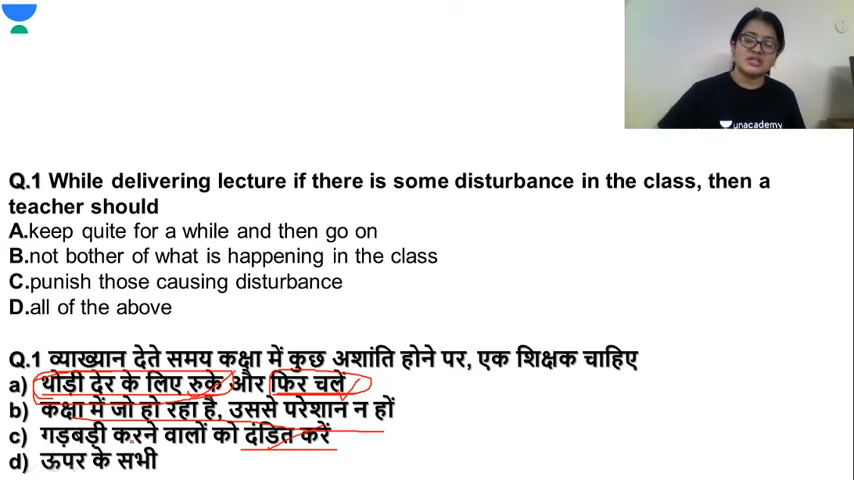 unacademy
Q.1 While delivering lecture if there is some disturbance in the class, then a
teacher should
A.keep quite for a while and then go on
B.not bother of what is happening in the class
C.punish those causing disturbance
D.all of the above
Q.1 व्याख्यान देते समय कक्षा में कुछ अशांति होने पर, एक शिक्षक चाहिए
a) थोड़ी देर के लिए रुके और फिर चलें
b) कक्षा में जो हो रहा है, उससे परेशान न हों
c) गड़बड़ी करने वालों को दंडित करें
d) ऊपर के सभी